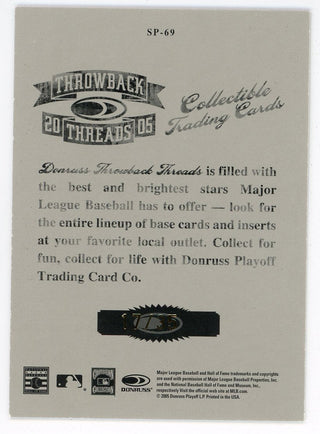 SP-69
THROWBACK
20 THREADS 05
Collectible
Trading Cards
Donruss Throwback Threads is filled with
the best and brightest stars Major
League Baseball has to offer — look for
the entire lineup of base cards and inserts
at your favorite local outlet. Collect for
fun, collect for life with Donruss Playoff
Trading Card Co.
Major League Baseball and Hall of Fame trademarks and copyrights
are used with permission of Major League Baseball Properties, Inc.
and the National Baseball Hall of Fame and Museum, Inc.,
respectively Visit the official web site at MLB.com.
© 2005 Donruss Playoff L.P. Printed in the USA.
DONRUSS